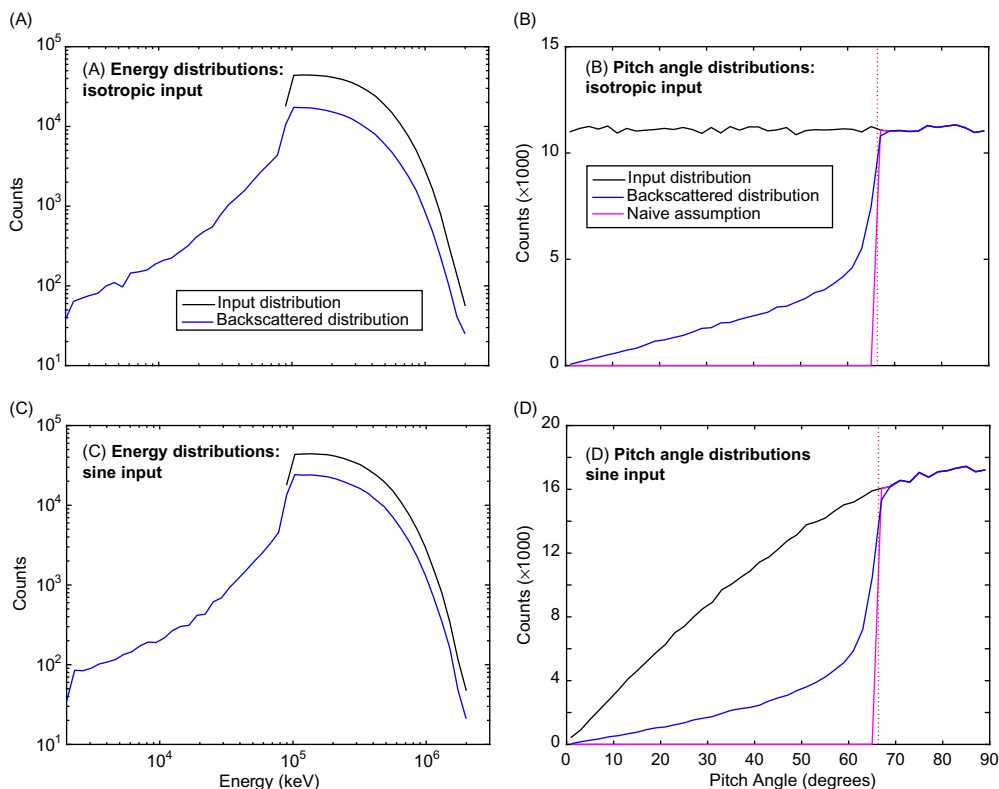 (A)
(A) Energy distributions:
isotropic input
Counts
10^5
10^4
10^3
10^2
10^1
Input distribution
Backscattered distribution
(B)
(B) Pitch angle distributions:
isotropic input
Counts (×1000)
15
10
5
0
Input distribution
Backscattered distribution
Naive assumption
(C)
(C) Energy distributions:
sine input
Counts
10^5
10^4
10^3
10^2
10^1
10^4
10^5
10^6
Energy (keV)
(D)
(D) Pitch angle distributions
sine input
Counts (×1000)
20
16
12
8
4
0
0
10
20
30
40
50
60
70
80
90
Pitch Angle (degrees)